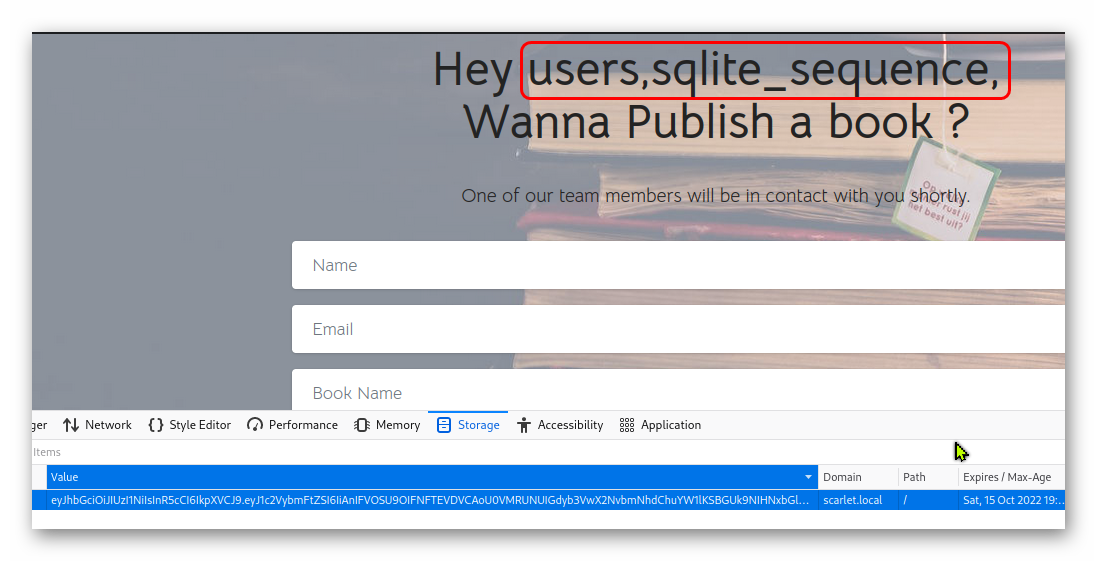 Hey users,sqlite_sequence,
Wanna Publish a book ?
One of our team members will be in contact with you shortly.
rust jij
het best uit?
Name
Email
Book Name
ger Network Style Editor Performance Memory Storage Accessibility Application
Items
Value Domain Path Expires / Max-Age
eyJhbGciOiJIUzI1NiIsInR5cCI6IkpXVCJ9.eyJ1c2VybmFtZSI6IiAnIFVOSU9OIFNFTEVDVCAoU0VMRUNUIGdyb3VwX2NvbmNhdChuYW1lKSBGUk9NIHNxbGl... scarlet.local / Sat, 15 Oct 2022 19:...